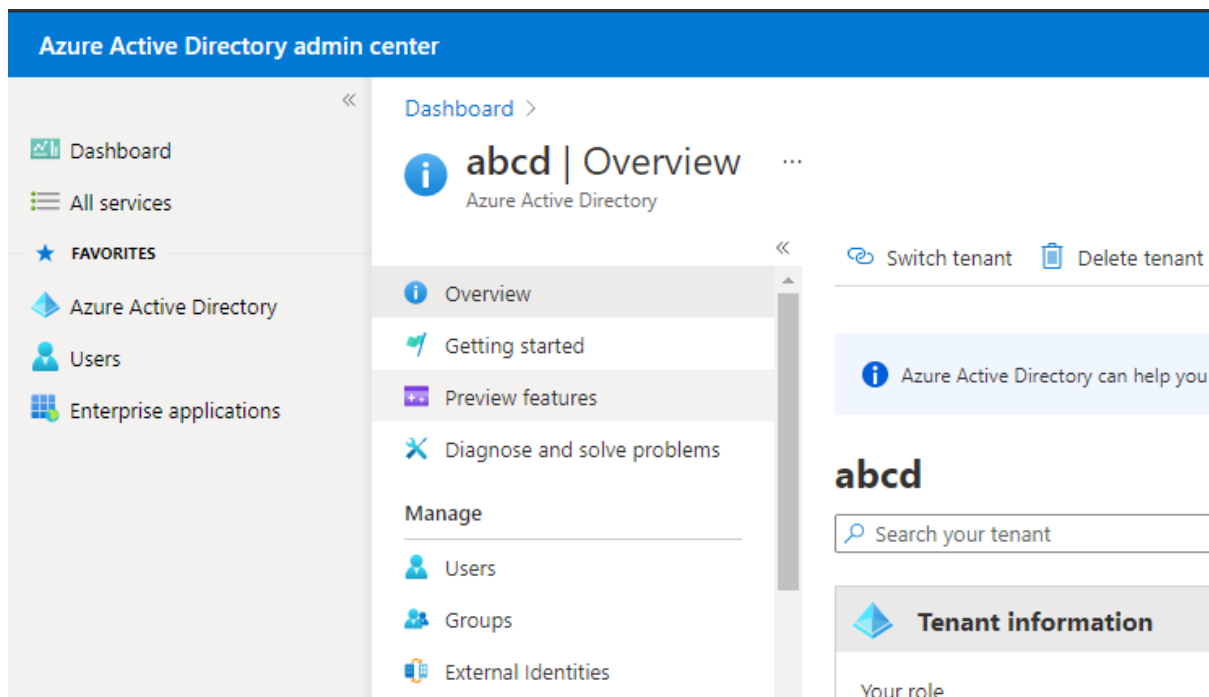 Azure Active Directory admin center
Dashboard
All services
FAVORITES
Azure Active Directory
Users
Enterprise applications
Dashboard >
abcd | Overview ...
Azure Active Directory
Overview
Getting started
Preview features
Diagnose and solve problems
Manage
Users
Groups
External Identities
Switch tenant Delete tenant
Azure Active Directory can help you
abcd
Search your tenant
Tenant information
Your role